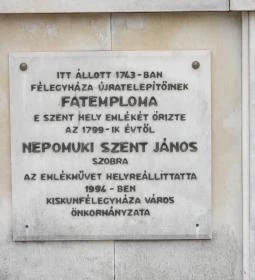 ITT ÁLLOTT 1743-BAN
FÉLEGYHÁZA ÚJRATELEPÍTŐINEK
FATEMPLOMA
E SZENT HELY EMLÉKÉT ŐRIZTE
AZ 1799-IK ÉVTŐL
NEPOMUKI SZENT JÁNOS
SZOBRA
AZ EMLÉKMŰVET HELYREÁLLÍTTATTA
1994-BEN
KISKUNFÉLEGYHÁZA VÁROS
ÖNKORMÁNYZATA